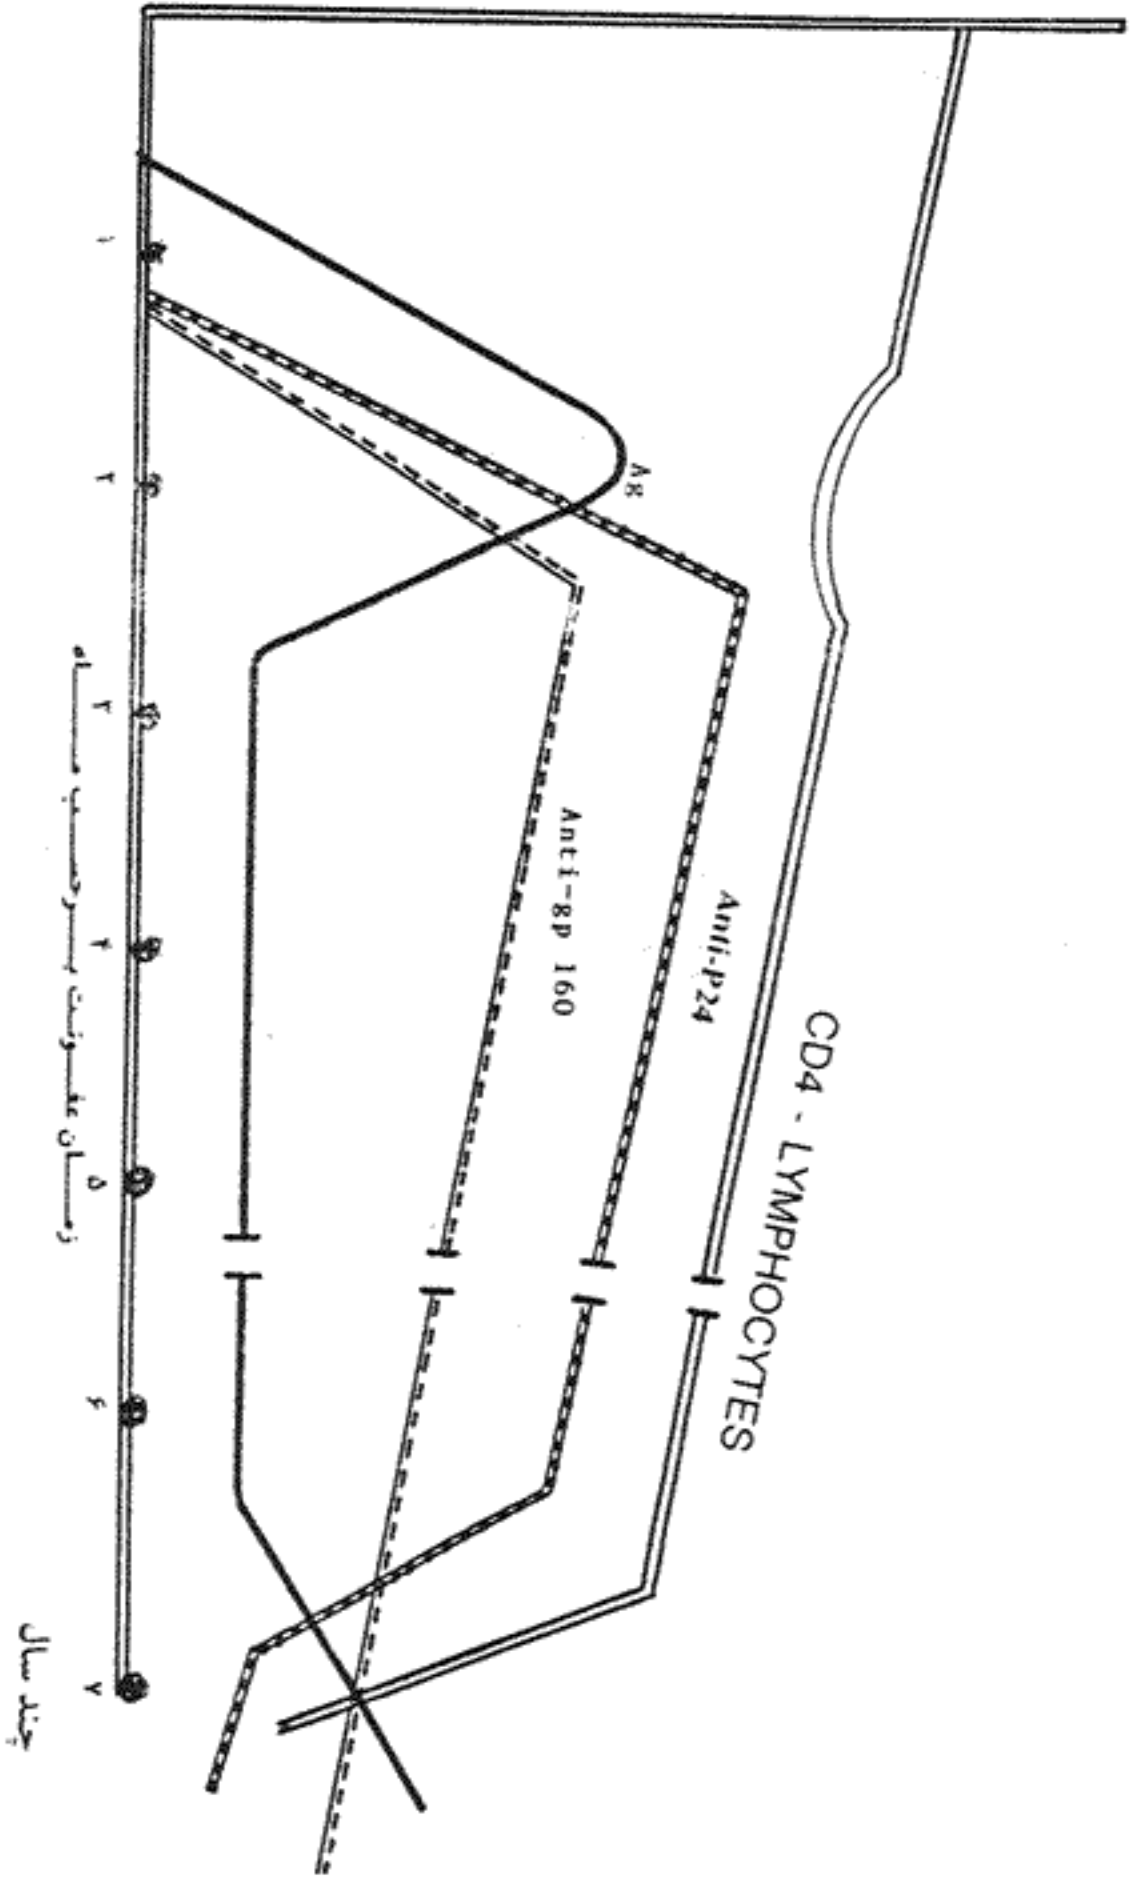 CD4 - LYMPHOCYTES
Anti-P24
Ag
Anti-gp 160
۱ ۲ ۳ ۴ ۵ ۶ ۷
زمان عفونت برحسب ماه
چند سال